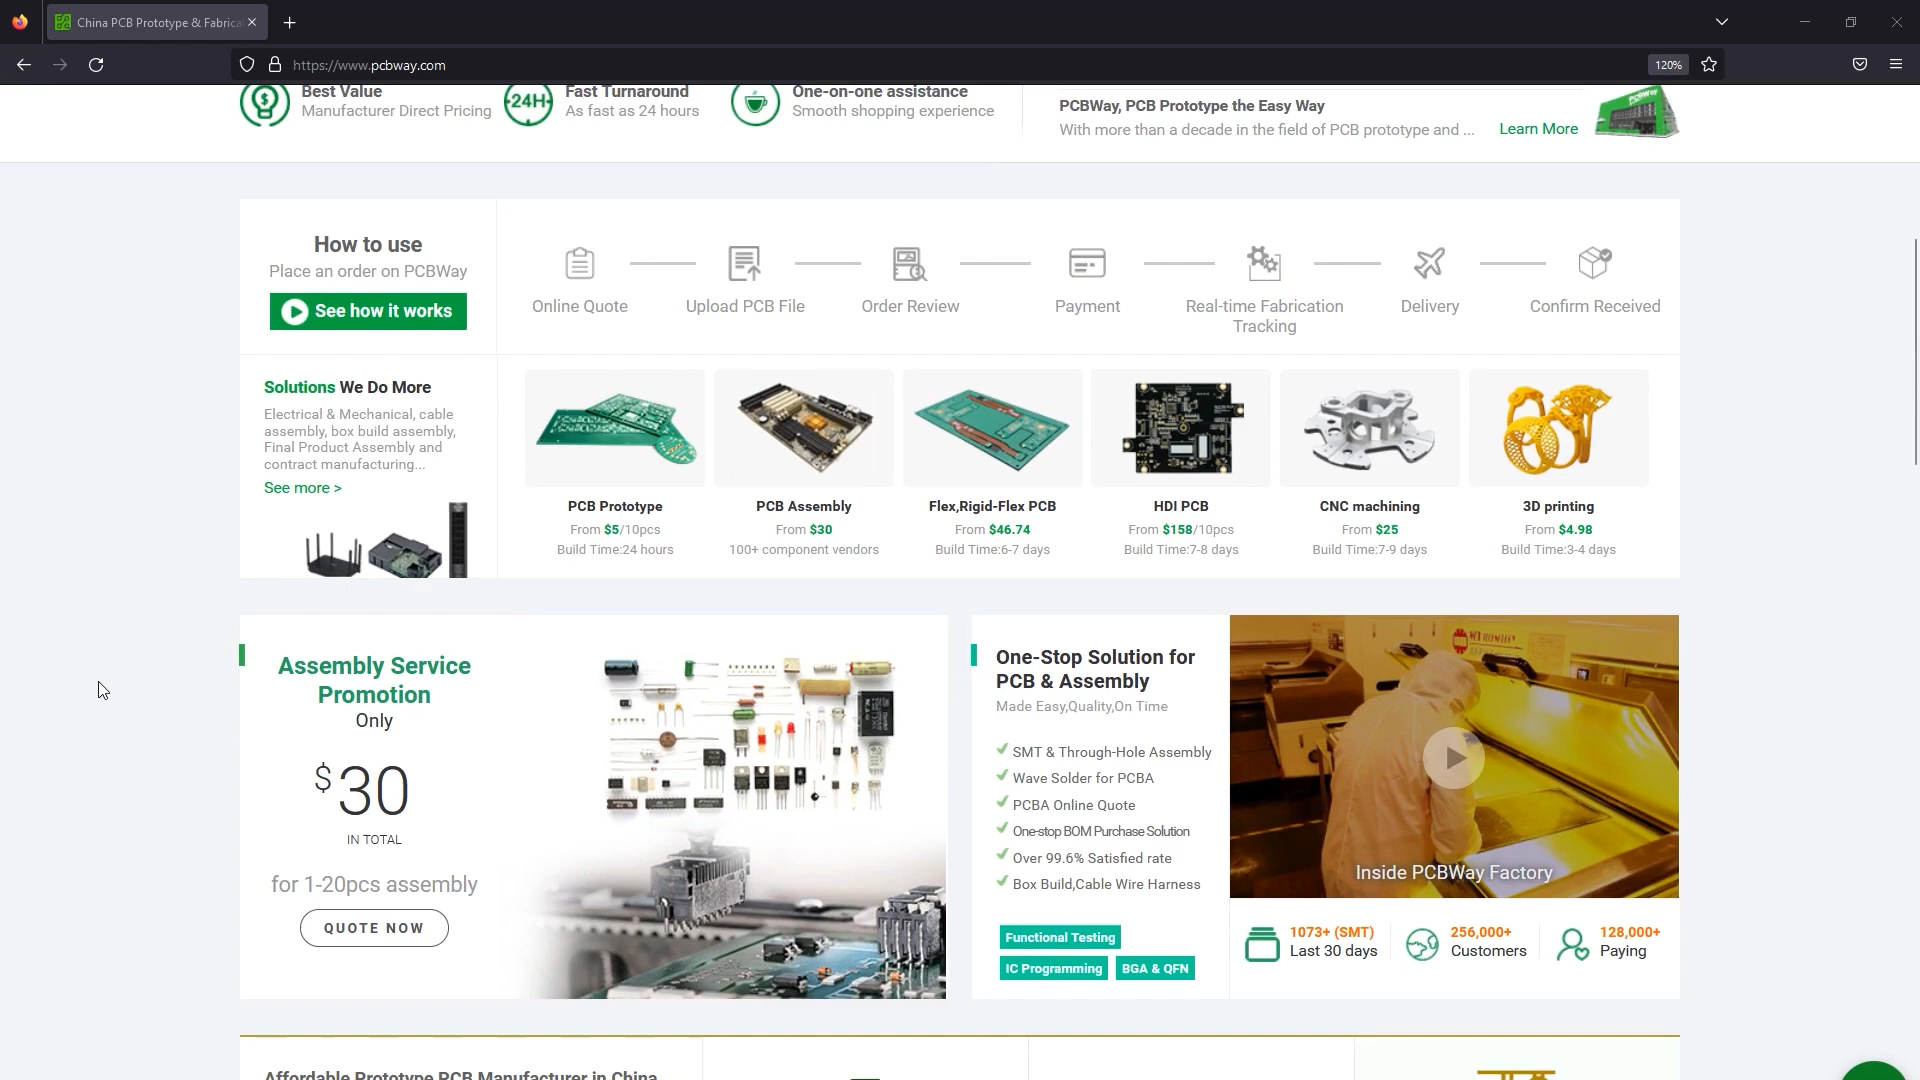 China PCB Prototype & Fabrica
https://www.pcbway.com
120%
Best Value
Manufacturer Direct Pricing
24H
Fast Turnaround
As fast as 24 hours
One-on-one assistance
Smooth shopping experience
PCBWay, PCB Prototype the Easy Way
With more than a decade in the field of PCB prototype and ...
Learn More
PCBWay
How to use
Place an order on PCBWay
See how it works
Online Quote
Upload PCB File
Order Review
Payment
Real-time Fabrication
Tracking
Delivery
Confirm Received
Solutions We Do More
Electrical & Mechanical, cable
assembly, box build assembly,
Final Product Assembly and
contract manufacturing...
See more >
PCB Prototype
From $5/10pcs
Build Time:24 hours
PCB Assembly
From $30
100+ component vendors
Flex,Rigid-Flex PCB
From $46.74
Build Time:6-7 days
HDI PCB
From $158/10pcs
Build Time:7-8 days
CNC machining
From $25
Build Time:7-9 days
3D printing
From $4.98
Build Time:3-4 days
Assembly Service
Promotion
Only
$30
IN TOTAL
for 1-20pcs assembly
QUOTE NOW
One-Stop Solution for
PCB & Assembly
Made Easy,Quality,On Time
SMT & Through-Hole Assembly
Wave Solder for PCBA
PCBA Online Quote
One-stop BOM Purchase Solution
Over 99.6% Satisfied rate
Box Build,Cable Wire Harness
Functional Testing
IC Programming
BGA & QFN
Inside PCBWay Factory
1073+ (SMT)
Last 30 days
256,000+
Customers
128,000+
Paying
Affordable Prototype PCB Manufacturer in China